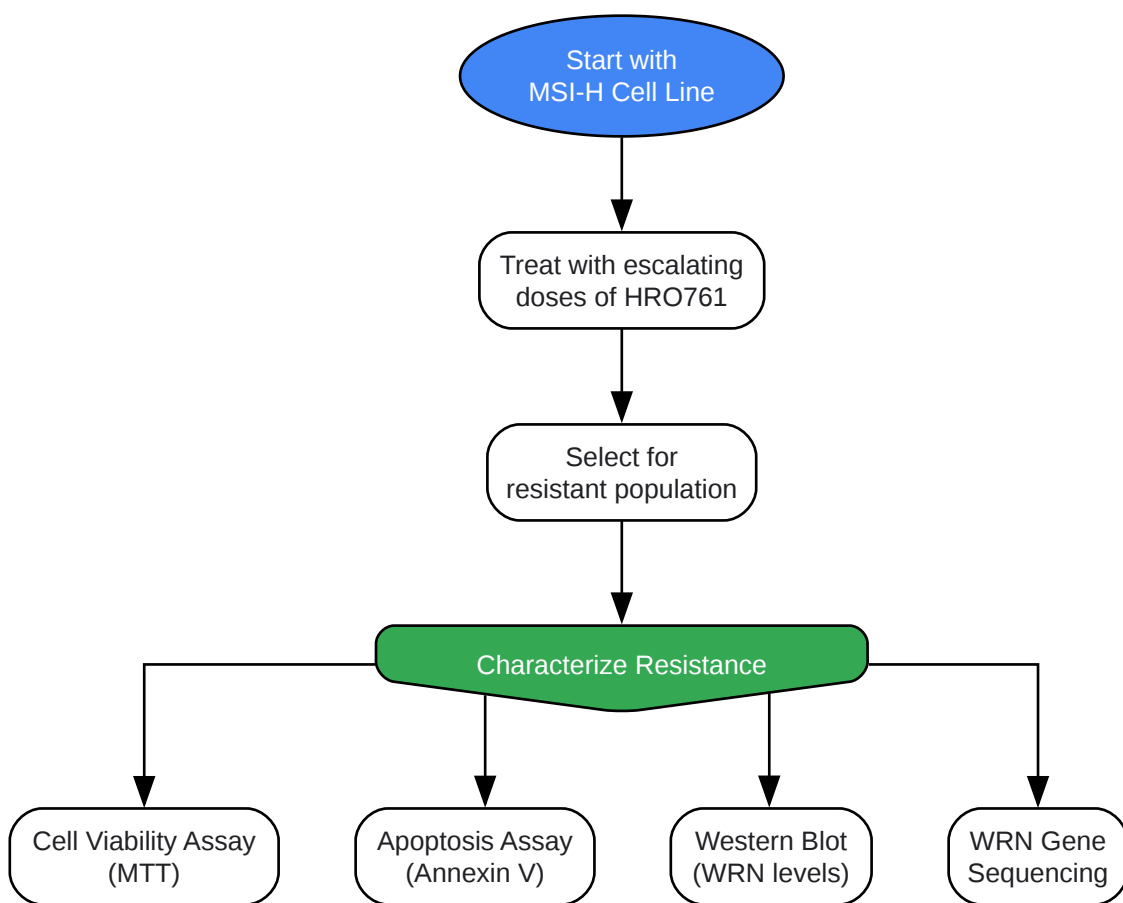 Start with
MSI-H Cell Line
Treat with escalating
doses of HRO761
Select for
resistant population
Characterize Resistance
Cell Viability Assay
(MTT)
Apoptosis Assay
(Annexin V)
Western Blot
(WRN levels)
WRN Gene
Sequencing